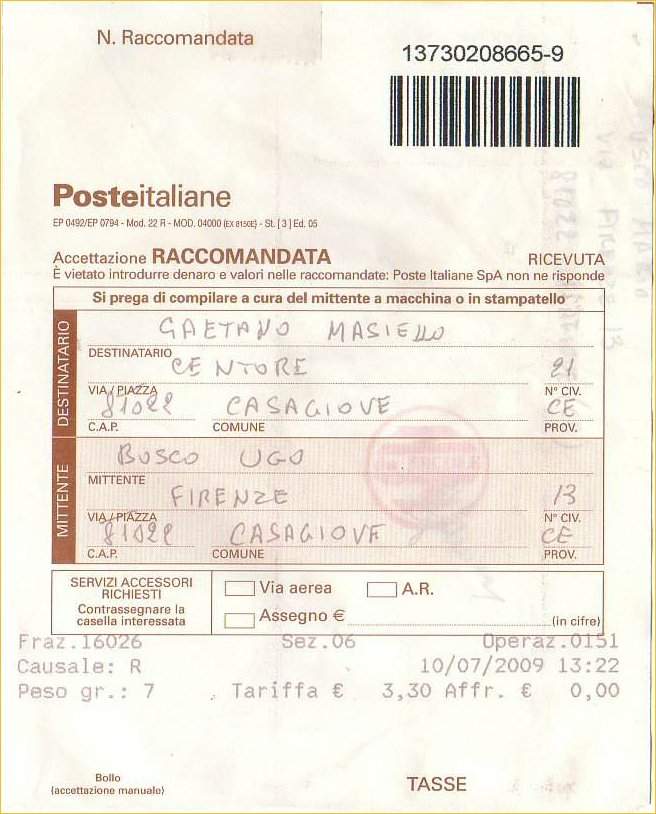 N. Raccomandata
13730208665-9
Posteitaliane
EP 0492/EP 0794 - Mod. 22 R - MOD. 04000 (EX 8150E) - St. [3] Ed. 05
Accettazione RACCOMANDATA RICEVUTA
È vietato introdurre denaro e valori nelle raccomandate: Poste Italiane SpA non ne risponde
Si prega di compilare a cura del mittente a macchina o in stampatello
DESTINATARIO
GAETANO MASIELLO
DESTINATARIO
CENTORE 21
VIA / PIAZZA N° CIV.
81022 CASAGIOVE CE
C.A.P. COMUNE PROV.
MITTENTE
BOSCO UGO
MITTENTE
FIRENZE 13
VIA / PIAZZA N° CIV.
81022 CASAGIOVE CE
C.A.P. COMUNE PROV.
SERVIZI ACCESSORI
RICHIESTI
Contrassegnare la
casella interessata
Via aerea A.R.
Assegno € (in cifre)
Fraz.16026 Sez.06 Operaz.0151
Causale: R 10/07/2009 13:22
Peso gr.: 7 Tariffa € 3,30 Affr. € 0,00
Bollo
(accettazione manuale)
TASSE